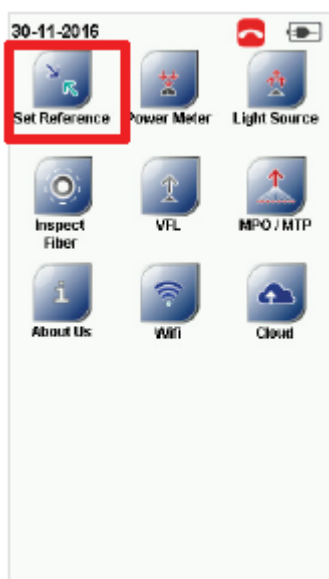 30-11-2016
Set Reference Power Meter Light Source
Inspect Fiber VFL MPO / MTP
i
About Us Wifi Cloud